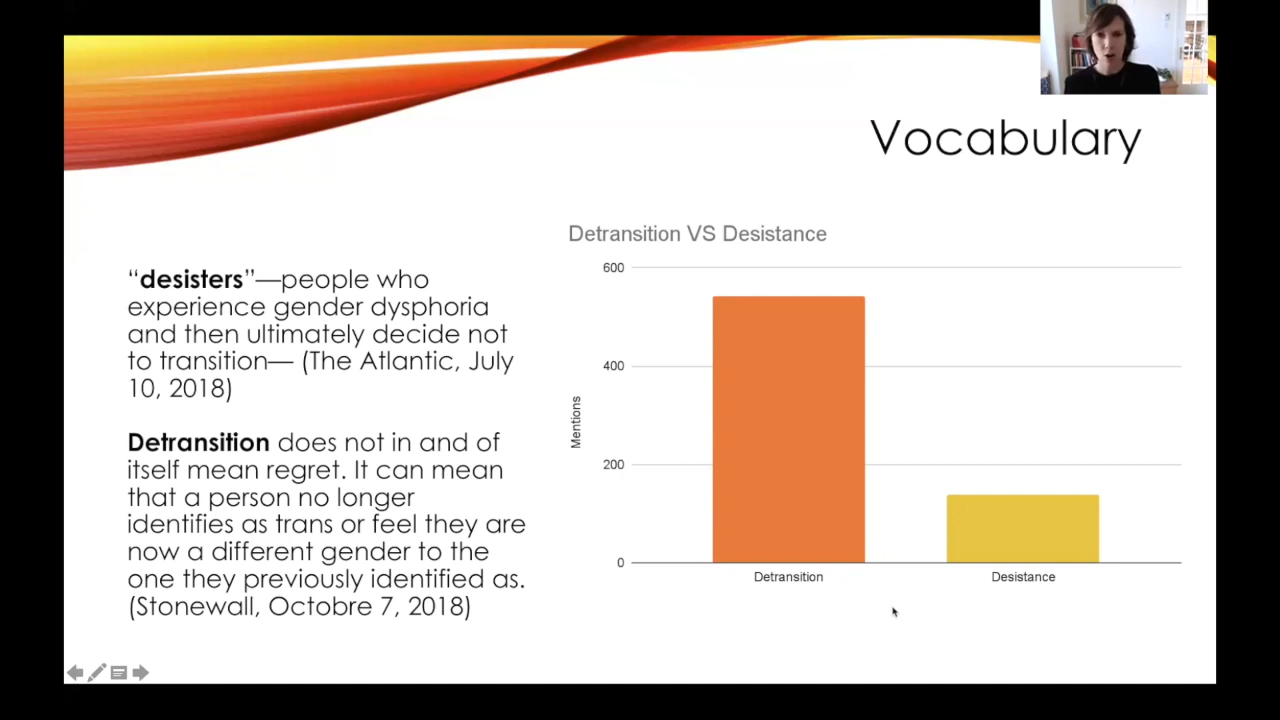 Vocabulary
“desisters”—people who
experience gender dysphoria
and then ultimately decide not
to transition— (The Atlantic, July
10, 2018)
Detransition does not in and of
itself mean regret. It can mean
that a person no longer
identifies as trans or feel they are
now a different gender to the
one they previously identified as.
(Stonewall, Octobre 7, 2018)
Detransition VS Desistance
Mentions
600
400
200
0
Detransition
Desistance